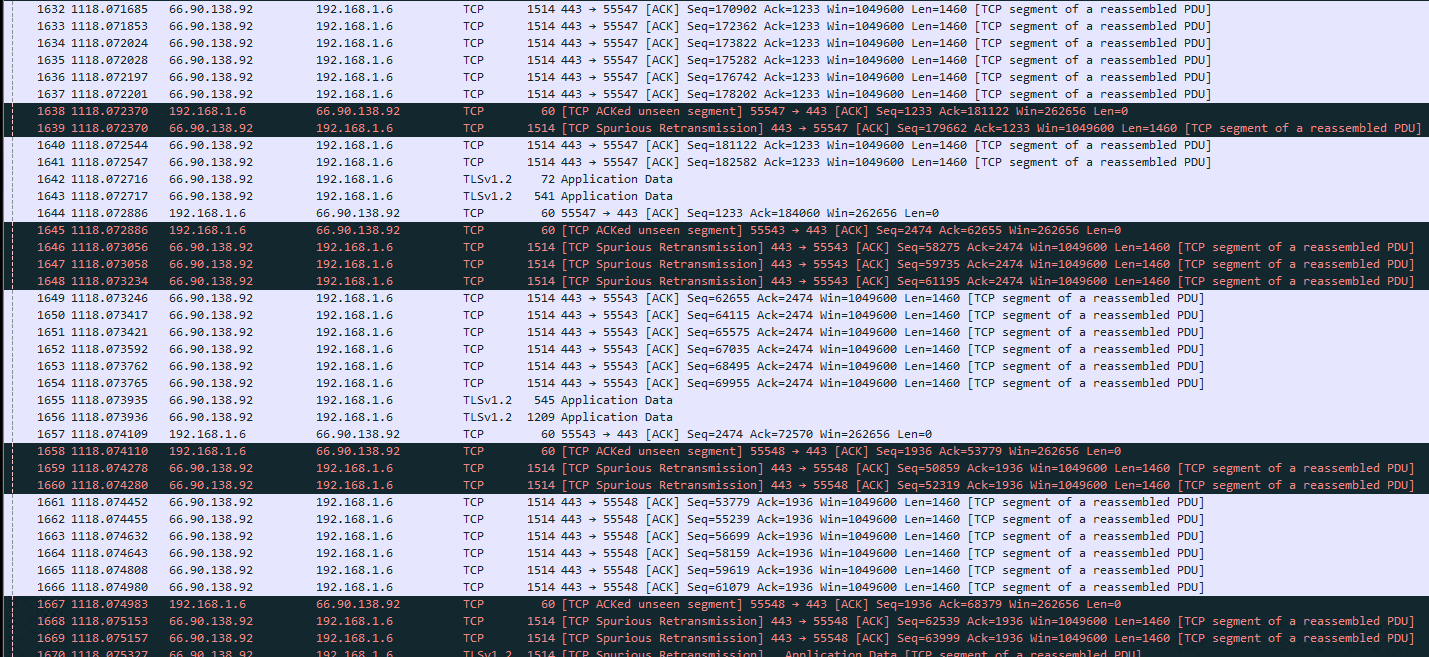 1632 1118.071685 66.90.138.92 192.168.1.6 TCP 1514 443 → 55547 [ACK] Seq=170902 Ack=1233 Win=1049600 Len=1460 [TCP segment of a reassembled PDU]
1633 1118.071853 66.90.138.92 192.168.1.6 TCP 1514 443 → 55547 [ACK] Seq=172362 Ack=1233 Win=1049600 Len=1460 [TCP segment of a reassembled PDU]
1634 1118.072024 66.90.138.92 192.168.1.6 TCP 1514 443 → 55547 [ACK] Seq=173822 Ack=1233 Win=1049600 Len=1460 [TCP segment of a reassembled PDU]
1635 1118.072028 66.90.138.92 192.168.1.6 TCP 1514 443 → 55547 [ACK] Seq=175282 Ack=1233 Win=1049600 Len=1460 [TCP segment of a reassembled PDU]
1636 1118.072197 66.90.138.92 192.168.1.6 TCP 1514 443 → 55547 [ACK] Seq=176742 Ack=1233 Win=1049600 Len=1460 [TCP segment of a reassembled PDU]
1637 1118.072201 66.90.138.92 192.168.1.6 TCP 1514 443 → 55547 [ACK] Seq=178202 Ack=1233 Win=1049600 Len=1460 [TCP segment of a reassembled PDU]
1638 1118.072370 192.168.1.6 66.90.138.92 TCP 60 [TCP ACKed unseen segment] 55547 → 443 [ACK] Seq=1233 Ack=181122 Win=262656 Len=0
1639 1118.072370 66.90.138.92 192.168.1.6 TCP 1514 [TCP Spurious Retransmission] 443 → 55547 [ACK] Seq=179662 Ack=1233 Win=1049600 Len=1460 [TCP segment of a reassembled PDU]
1640 1118.072544 66.90.138.92 192.168.1.6 TCP 1514 443 → 55547 [ACK] Seq=181122 Ack=1233 Win=1049600 Len=1460 [TCP segment of a reassembled PDU]
1641 1118.072547 66.90.138.92 192.168.1.6 TCP 1514 443 → 55547 [ACK] Seq=182582 Ack=1233 Win=1049600 Len=1460 [TCP segment of a reassembled PDU]
1642 1118.072716 66.90.138.92 192.168.1.6 TLSv1.2 72 Application Data
1643 1118.072717 66.90.138.92 192.168.1.6 TLSv1.2 541 Application Data
1644 1118.072886 192.168.1.6 66.90.138.92 TCP 60 55547 → 443 [ACK] Seq=1233 Ack=184060 Win=262656 Len=0
1645 1118.072886 192.168.1.6 66.90.138.92 TCP 60 [TCP ACKed unseen segment] 55543 → 443 [ACK] Seq=2474 Ack=62655 Win=262656 Len=0
1646 1118.073056 66.90.138.92 192.168.1.6 TCP 1514 [TCP Spurious Retransmission] 443 → 55543 [ACK] Seq=58275 Ack=2474 Win=1049600 Len=1460 [TCP segment of a reassembled PDU]
1647 1118.073058 66.90.138.92 192.168.1.6 TCP 1514 [TCP Spurious Retransmission] 443 → 55543 [ACK] Seq=59735 Ack=2474 Win=1049600 Len=1460 [TCP segment of a reassembled PDU]
1648 1118.073234 66.90.138.92 192.168.1.6 TCP 1514 [TCP Spurious Retransmission] 443 → 55543 [ACK] Seq=61195 Ack=2474 Win=1049600 Len=1460 [TCP segment of a reassembled PDU]
1649 1118.073246 66.90.138.92 192.168.1.6 TCP 1514 443 → 55543 [ACK] Seq=62655 Ack=2474 Win=1049600 Len=1460 [TCP segment of a reassembled PDU]
1650 1118.073417 66.90.138.92 192.168.1.6 TCP 1514 443 → 55543 [ACK] Seq=64115 Ack=2474 Win=1049600 Len=1460 [TCP segment of a reassembled PDU]
1651 1118.073421 66.90.138.92 192.168.1.6 TCP 1514 443 → 55543 [ACK] Seq=65575 Ack=2474 Win=1049600 Len=1460 [TCP segment of a reassembled PDU]
1652 1118.073592 66.90.138.92 192.168.1.6 TCP 1514 443 → 55543 [ACK] Seq=67035 Ack=2474 Win=1049600 Len=1460 [TCP segment of a reassembled PDU]
1653 1118.073762 66.90.138.92 192.168.1.6 TCP 1514 443 → 55543 [ACK] Seq=68495 Ack=2474 Win=1049600 Len=1460 [TCP segment of a reassembled PDU]
1654 1118.073765 66.90.138.92 192.168.1.6 TCP 1514 443 → 55543 [ACK] Seq=69955 Ack=2474 Win=1049600 Len=1460 [TCP segment of a reassembled PDU]
1655 1118.073935 66.90.138.92 192.168.1.6 TLSv1.2 545 Application Data
1656 1118.073936 66.90.138.92 192.168.1.6 TLSv1.2 1209 Application Data
1657 1118.074109 192.168.1.6 66.90.138.92 TCP 60 55543 → 443 [ACK] Seq=2474 Ack=72570 Win=262656 Len=0
1658 1118.074110 192.168.1.6 66.90.138.92 TCP 60 [TCP ACKed unseen segment] 55548 → 443 [ACK] Seq=1936 Ack=53779 Win=262656 Len=0
1659 1118.074278 66.90.138.92 192.168.1.6 TCP 1514 [TCP Spurious Retransmission] 443 → 55548 [ACK] Seq=50859 Ack=1936 Win=1049600 Len=1460 [TCP segment of a reassembled PDU]
1660 1118.074280 66.90.138.92 192.168.1.6 TCP 1514 [TCP Spurious Retransmission] 443 → 55548 [ACK] Seq=52319 Ack=1936 Win=1049600 Len=1460 [TCP segment of a reassembled PDU]
1661 1118.074452 66.90.138.92 192.168.1.6 TCP 1514 443 → 55548 [ACK] Seq=53779 Ack=1936 Win=1049600 Len=1460 [TCP segment of a reassembled PDU]
1662 1118.074455 66.90.138.92 192.168.1.6 TCP 1514 443 → 55548 [ACK] Seq=55239 Ack=1936 Win=1049600 Len=1460 [TCP segment of a reassembled PDU]
1663 1118.074632 66.90.138.92 192.168.1.6 TCP 1514 443 → 55548 [ACK] Seq=56699 Ack=1936 Win=1049600 Len=1460 [TCP segment of a reassembled PDU]
1664 1118.074643 66.90.138.92 192.168.1.6 TCP 1514 443 → 55548 [ACK] Seq=58159 Ack=1936 Win=1049600 Len=1460 [TCP segment of a reassembled PDU]
1665 1118.074808 66.90.138.92 192.168.1.6 TCP 1514 443 → 55548 [ACK] Seq=59619 Ack=1936 Win=1049600 Len=1460 [TCP segment of a reassembled PDU]
1666 1118.074980 66.90.138.92 192.168.1.6 TCP 1514 443 → 55548 [ACK] Seq=61079 Ack=1936 Win=1049600 Len=1460 [TCP segment of a reassembled PDU]
1667 1118.074983 192.168.1.6 66.90.138.92 TCP 60 [TCP ACKed unseen segment] 55548 → 443 [ACK] Seq=1936 Ack=68379 Win=262656 Len=0
1668 1118.075153 66.90.138.92 192.168.1.6 TCP 1514 [TCP Spurious Retransmission] 443 → 55548 [ACK] Seq=62539 Ack=1936 Win=1049600 Len=1460 [TCP segment of a reassembled PDU]
1669 1118.075157 66.90.138.92 192.168.1.6 TCP 1514 [TCP Spurious Retransmission] 443 → 55548 [ACK] Seq=63999 Ack=1936 Win=1049600 Len=1460 [TCP segment of a reassembled PDU]
1670 1118.075327 66.90.138.92 192.168.1.6 TLSv1.2 1514 [TCP Spurious Retransmission] , Application Data [TCP segment of a reassembled PDU]